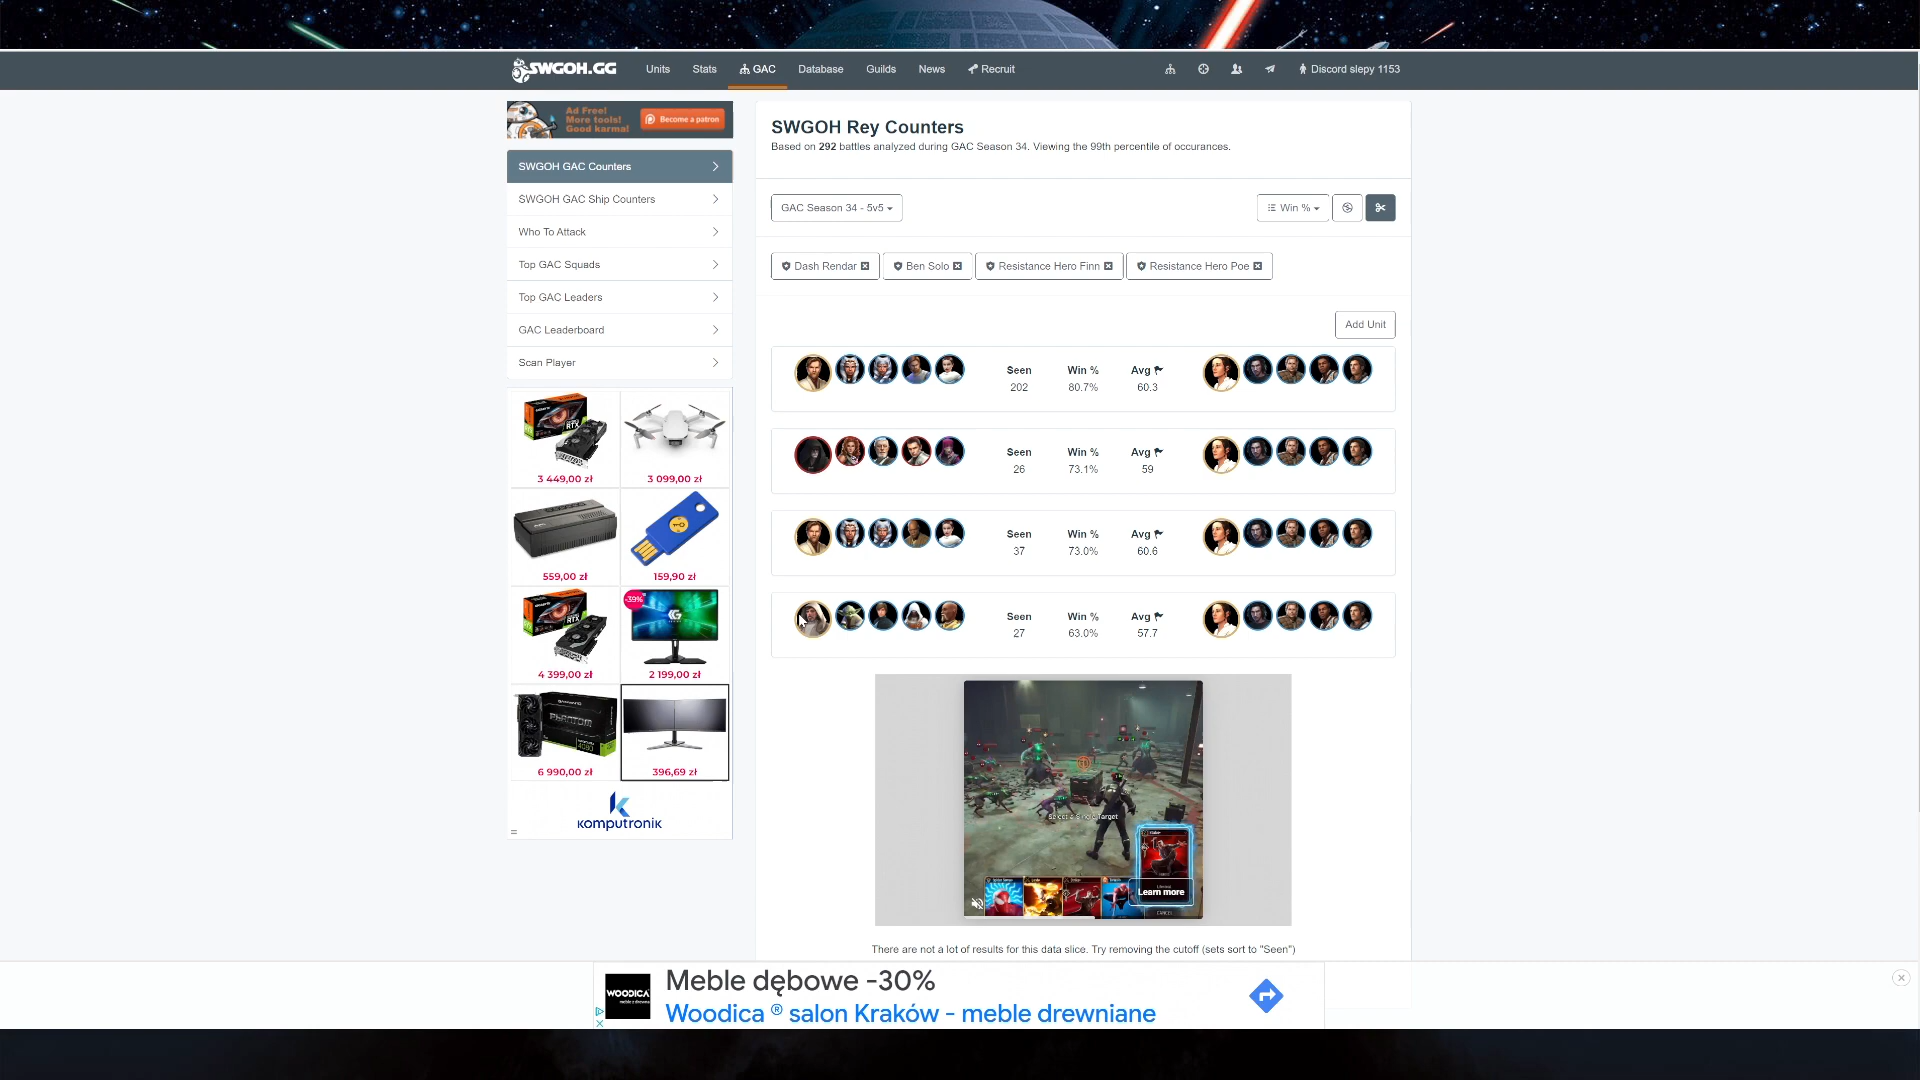 SWGOH.GG
Units
Stats
GAC
Database
Guilds
News
Recruit
Discord slepy 1153
Ad Free!
More tools!
Good karma!
Become a patron
SWGOH GAC Counters
SWGOH GAC Ship Counters
Who To Attack
Top GAC Squads
Top GAC Leaders
GAC Leaderboard
Scan Player
3 449,00 zł
3 099,00 zł
559,00 zł
159,90 zł
-39%
4 399,00 zł
2 199,00 zł
PHANTOM
6 990,00 zł
396,69 zł
komputronik
SWGOH Rey Counters
Based on 292 battles analyzed during GAC Season 34. Viewing the 99th percentile of occurances.
GAC Season 34 - 5v5
Win %
Dash Rendar
Ben Solo
Resistance Hero Finn
Resistance Hero Poe
Add Unit
Seen Win % Avg
202 80.7% 60.3
Seen Win % Avg
26 73.1% 59
Seen Win % Avg
37 73.0% 60.6
Seen Win % Avg
27 63.0% 57.7
Select a Single Target
Learn more
CANCEL
There are not a lot of results for this data slice. Try removing the cutoff (sets sort to "Seen")
WOODICA
Meble dębowe -30%
Woodica ® salon Kraków - meble drewniane